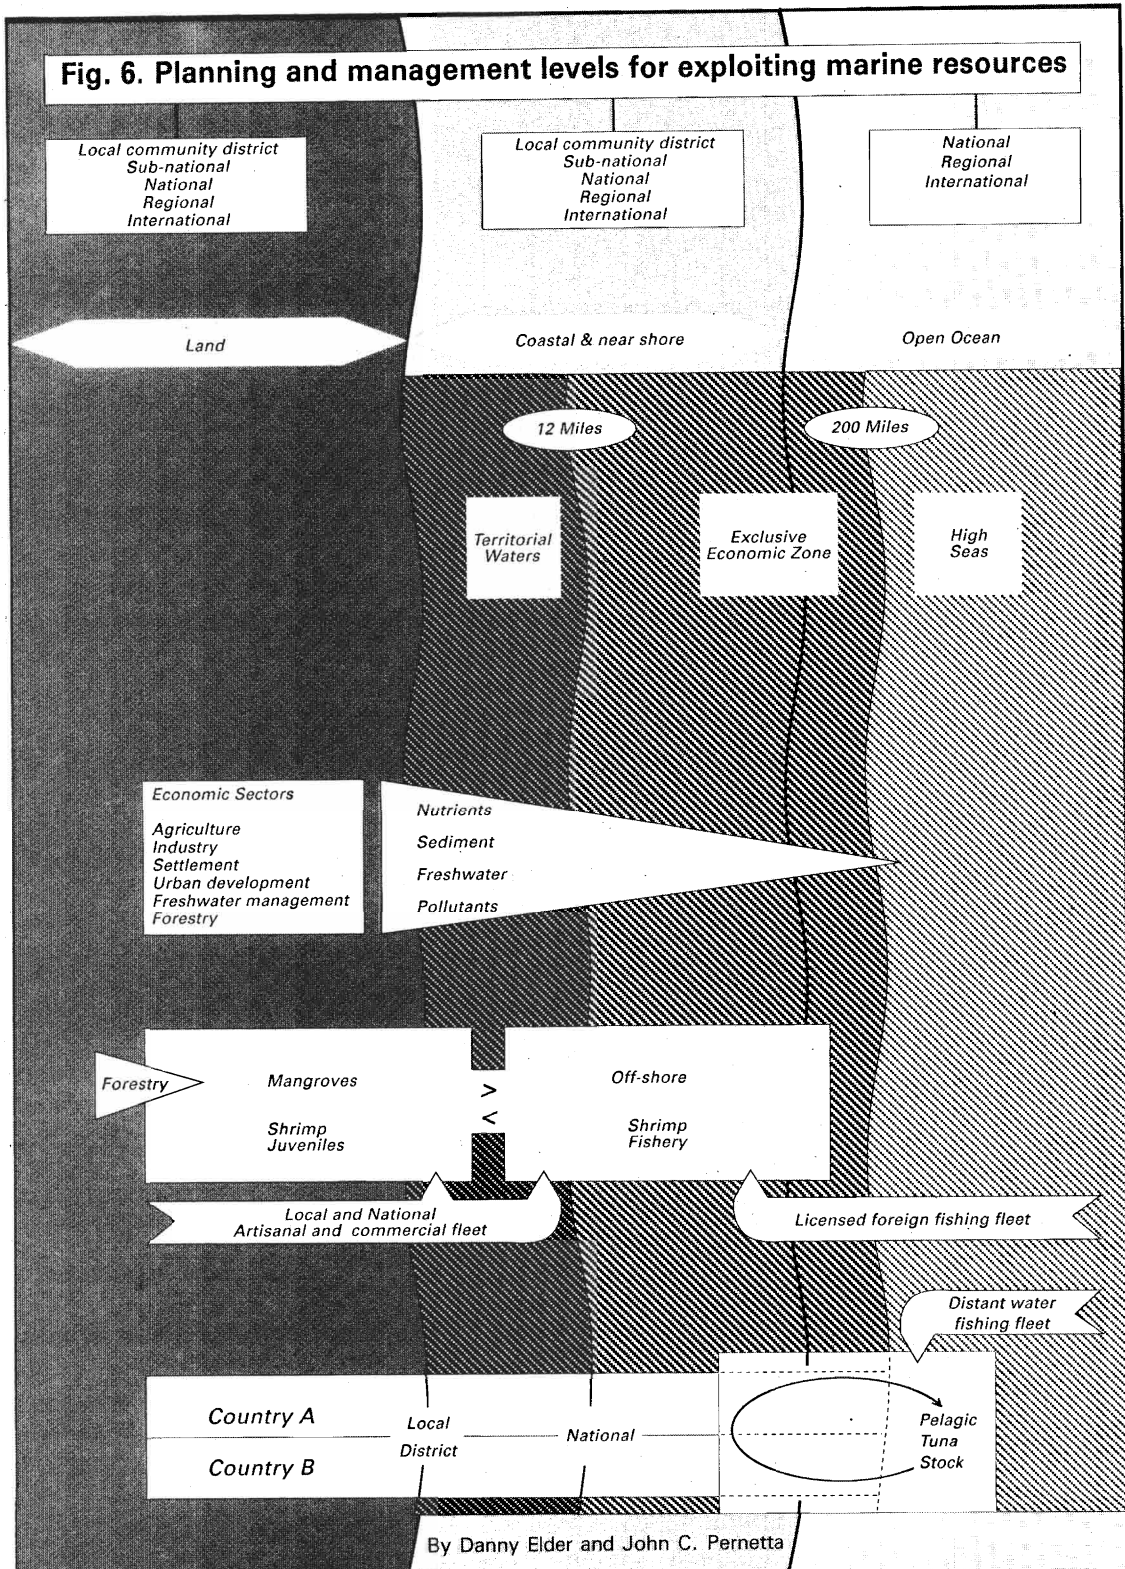 Fig. 6. Planning and management levels for exploiting marine resources
Local community district
Sub-national
National
Regional
International
Local community district
Sub-national
National
Regional
International
National
Regional
International
Land
Coastal & near shore
Open Ocean
12 Miles
200 Miles
Territorial
Waters
Exclusive
Economic Zone
High
Seas
Economic Sectors
Agriculture
Industry
Settlement
Urban development
Freshwater management
Forestry
Nutrients
Sediment
Freshwater
Pollutants
Forestry
Mangroves
Shrimp
Juveniles
>
<
Off-shore
Shrimp
Fishery
Local and National
Artisanal and commercial fleet
Licensed foreign fishing fleet
Distant water
fishing fleet
Country A
Country B
Local
District
National
Pelagic
Tuna
Stock
By Danny Elder and John C. Pernetta